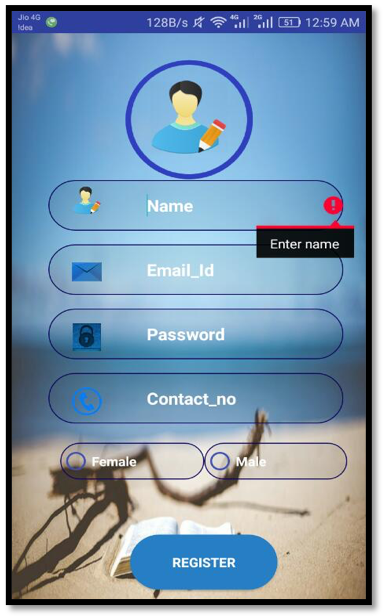 Jio 4G
Idea
128B/s 4G 2G 51 12:59 AM
Name
Enter name
Email_Id
Password
Contact_no
Female Male
REGISTER